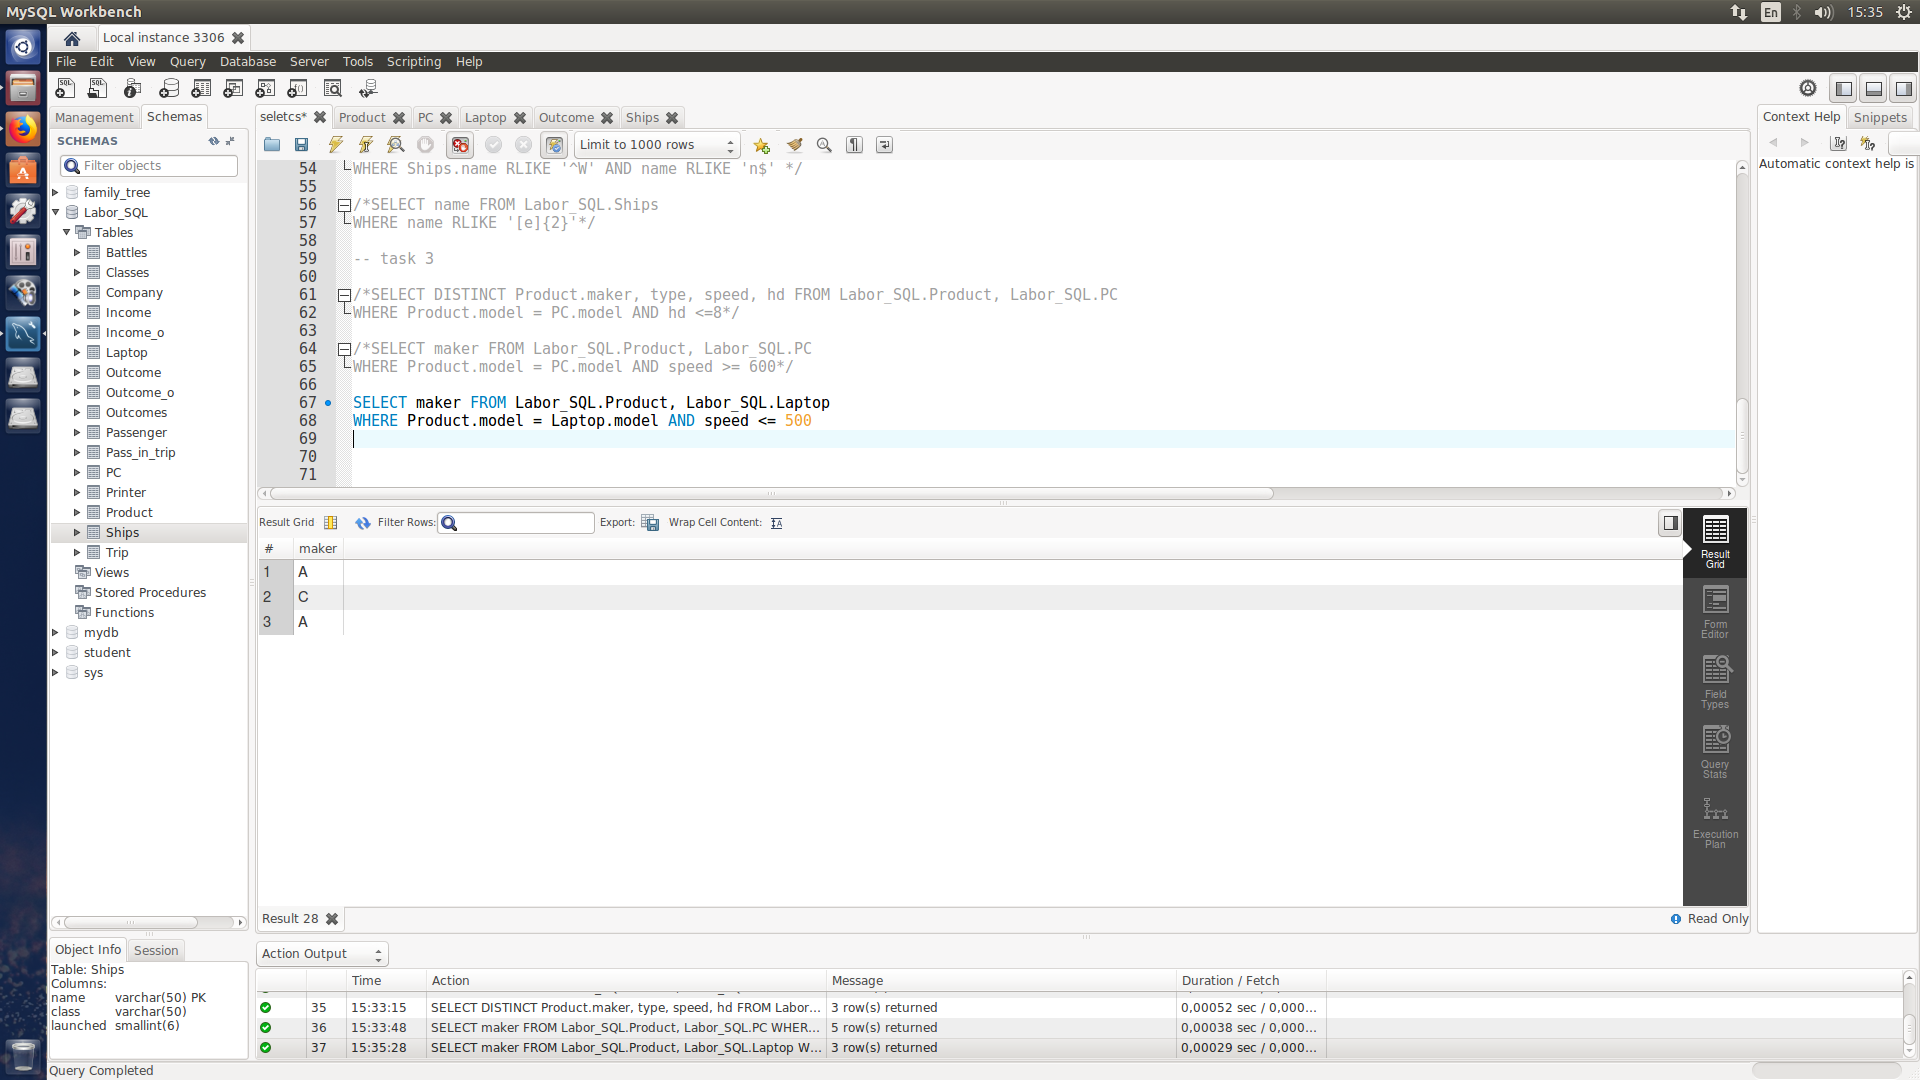 MySQL Workbench
En
15:35
Local instance 3306
File Edit View Query Database Server Tools Scripting Help
Management Schemas
SCHEMAS
Filter objects
family_tree
Labor_SQL
Tables
Battles
Classes
Company
Income
Income_o
Laptop
Outcome
Outcome_o
Outcomes
Passenger
Pass_in_trip
PC
Printer
Product
Ships
Trip
Views
Stored Procedures
Functions
mydb
student
sys
Object Info Session
Table: Ships
Columns:
name varchar(50) PK
class varchar(50)
launched smallint(6)
seletcs* Product PC Laptop Outcome Ships
Limit to 1000 rows
54 WHERE Ships.name RLIKE '^W' AND name RLIKE 'n$' */
55
56 /*SELECT name FROM Labor_SQL.Ships
57 WHERE name RLIKE '[e]{2}'*/
58
59 -- task 3
60
61 /*SELECT DISTINCT Product.maker, type, speed, hd FROM Labor_SQL.Product, Labor_SQL.PC
62 WHERE Product.model = PC.model AND hd <=8*/
63
64 /*SELECT maker FROM Labor_SQL.Product, Labor_SQL.PC
65 WHERE Product.model = PC.model AND speed >= 600*/
66
67 SELECT maker FROM Labor_SQL.Product, Labor_SQL.Laptop
68 WHERE Product.model = Laptop.model AND speed <= 500
69
70
71
Result Grid Filter Rows: Export: Wrap Cell Content:
# maker
1 A
2 C
3 A
Result Grid
Form Editor
Field Types
Query Stats
Execution Plan
Result 28
Read Only
Action Output
Time Action Message Duration / Fetch
35 15:33:15 SELECT DISTINCT Product.maker, type, speed, hd FROM Labor... 3 row(s) returned 0,00052 sec / 0,000...
36 15:33:48 SELECT maker FROM Labor_SQL.Product, Labor_SQL.PC WHER... 5 row(s) returned 0,00038 sec / 0,000...
37 15:35:28 SELECT maker FROM Labor_SQL.Product, Labor_SQL.Laptop W... 3 row(s) returned 0,00029 sec / 0,000...
Context Help Snippets
Automatic context help is
Query Completed